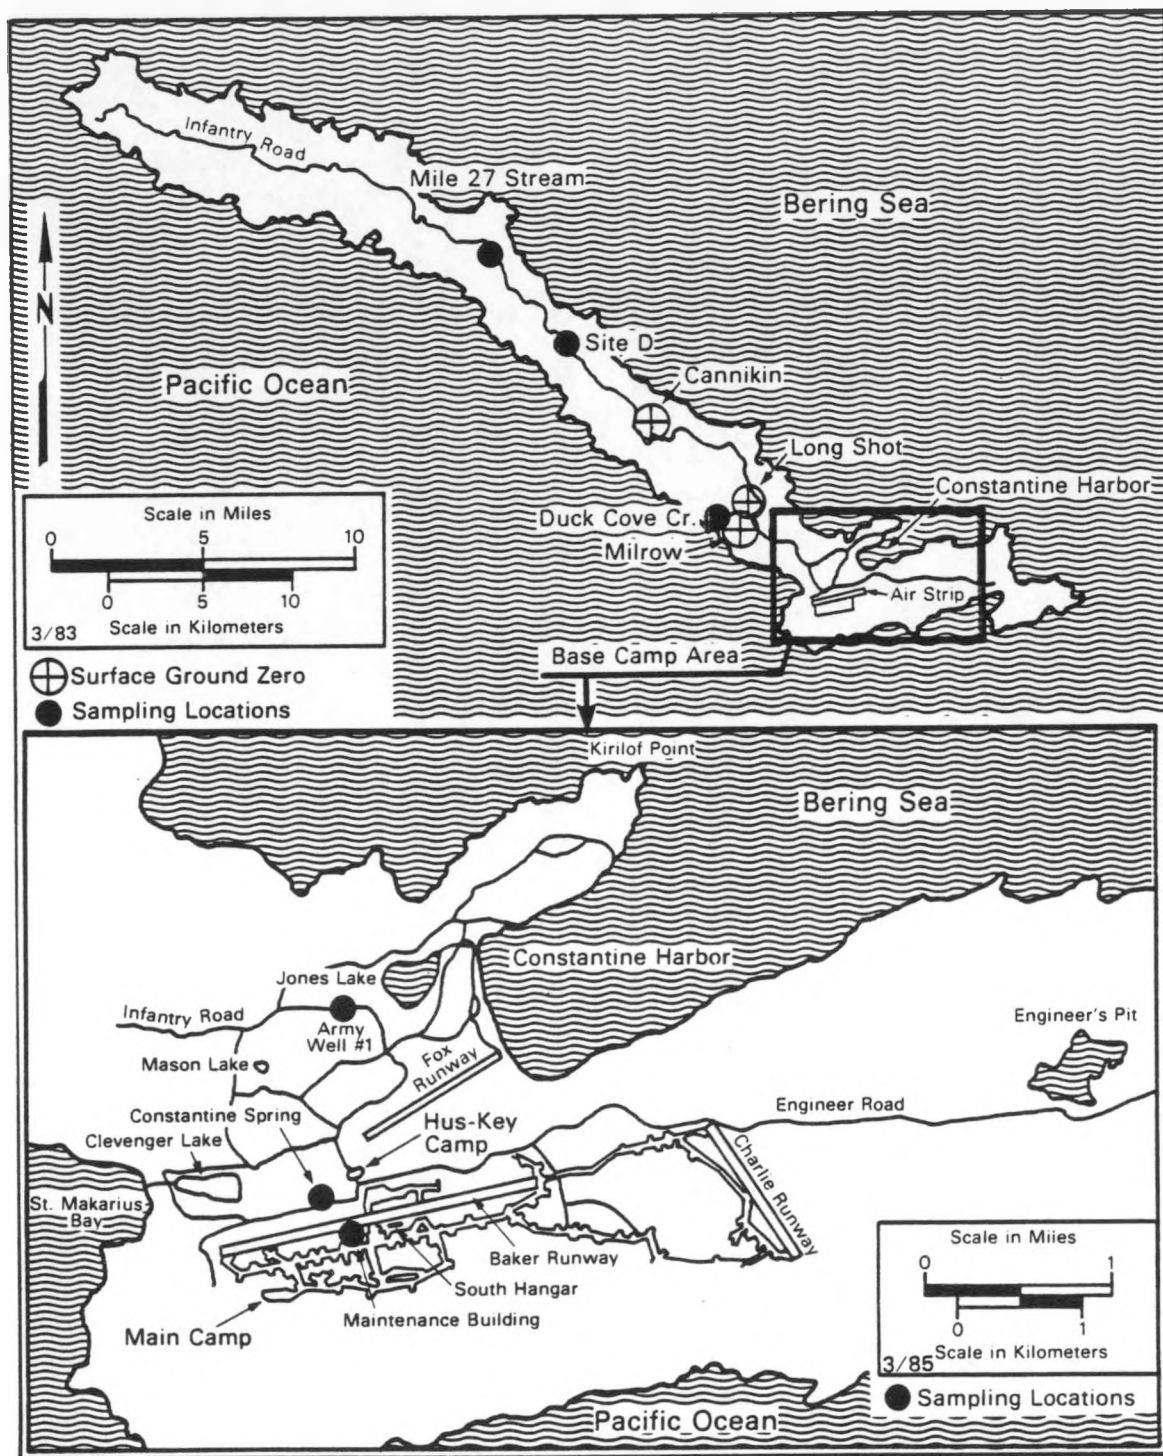 Infantry Road
Mile 27 Stream
Bering Sea
N
Site D
Pacific Ocean
Cannikin
Long Shot
Constantine Harbor
Duck Cove Cr.
Milrow
Air Strip
Base Camp Area
Scale in Miles
0 5 10
0 5 10
Scale in Kilometers
3/83
Surface Ground Zero
Sampling Locations
Kirilof Point
Bering Sea
Constantine Harbor
Jones Lake
Infantry Road
Army
Well #1
Mason Lake
Fox
Runway
Engineer's Pit
Constantine Spring
Clevenger Lake
Hus-Key
Camp
Engineer Road
Charlie Runway
St. Makarius
Bay
Baker Runway
South Hangar
Maintenance Building
Main Camp
Scale in Miles
0 1
0 1
Scale in Kilometers
3/85
Sampling Locations
Pacific Ocean